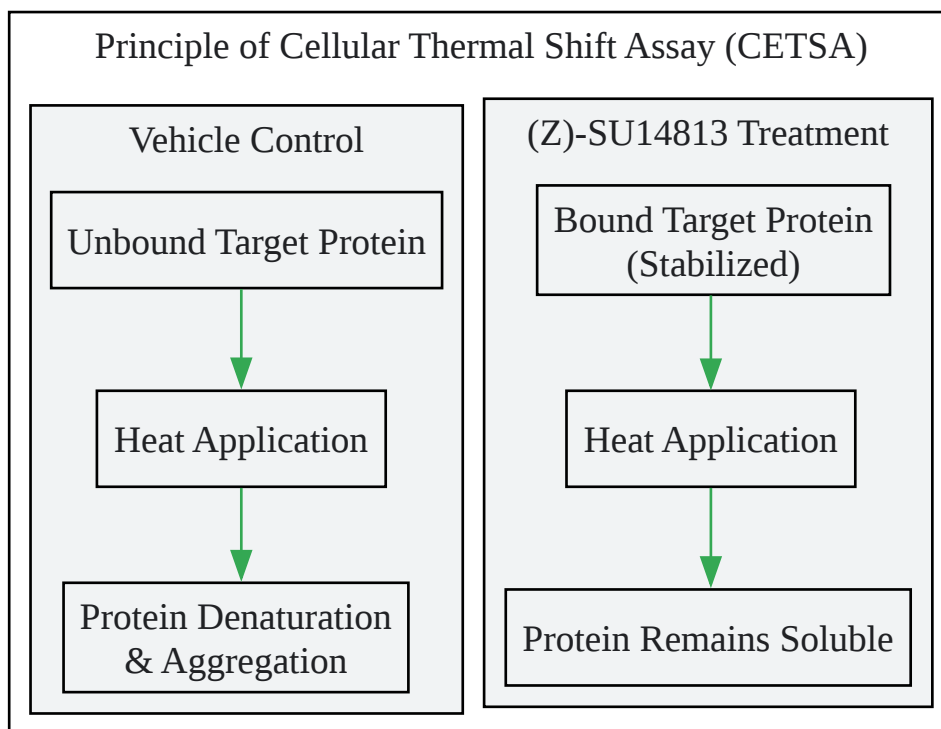 Principle of Cellular Thermal Shift Assay (CETSA)
Vehicle Control
Unbound Target Protein
Heat Application
Protein Denaturation
& Aggregation
(Z)-SU14813 Treatment
Bound Target Protein
(Stabilized)
Heat Application
Protein Remains Soluble